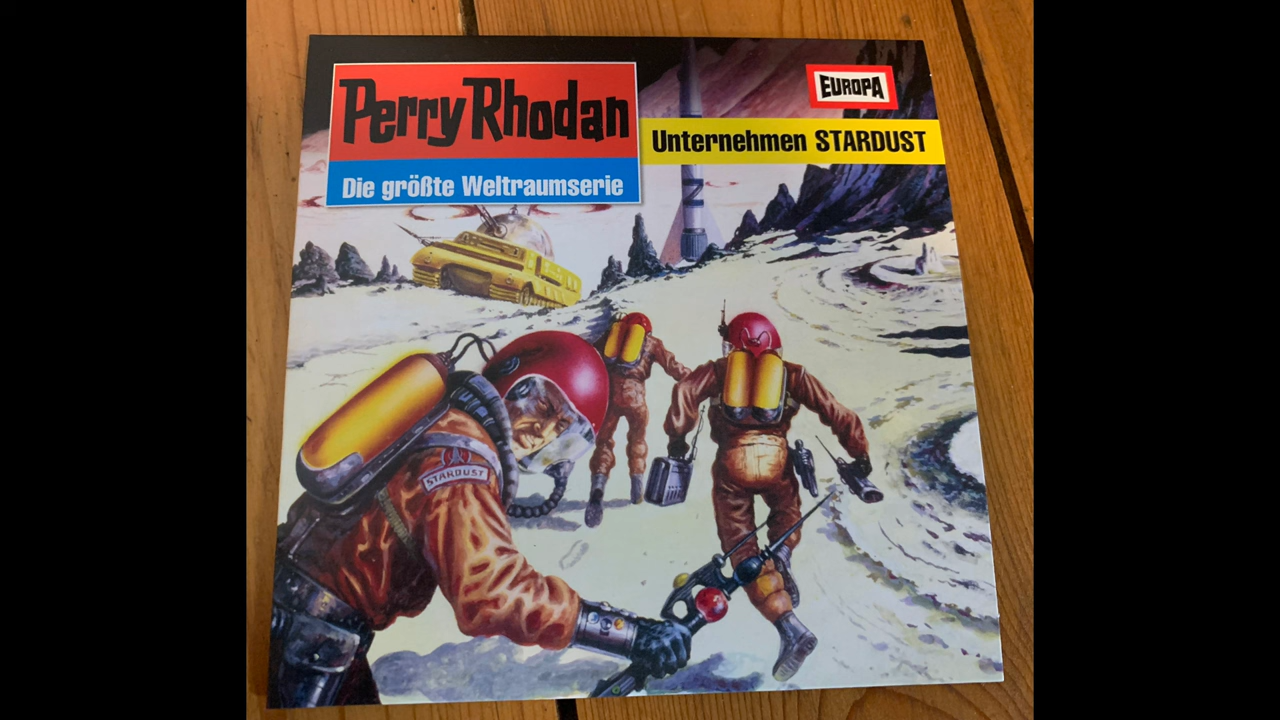 Perry Rhodan
Die größte Weltraumserie
EUROPA
Unternehmen STARDUST
N
STARDUST